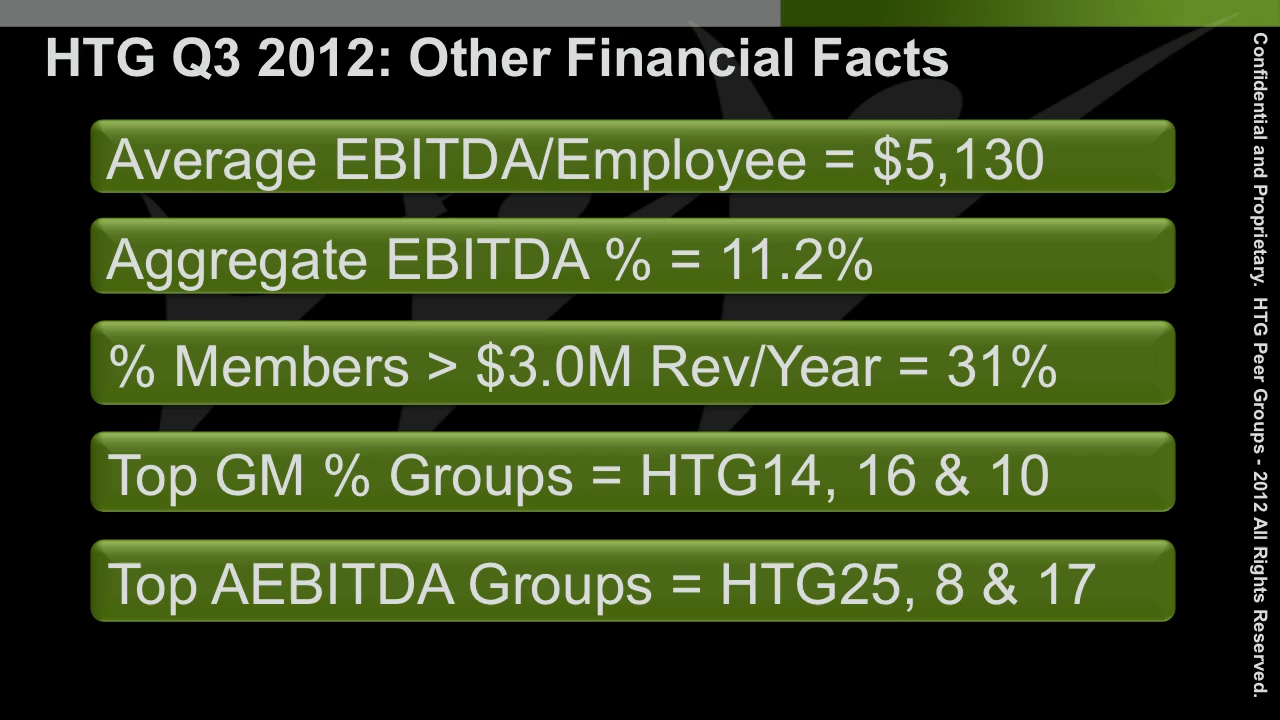 HTG Q3 2012: Other Financial Facts
Average EBITDA/Employee = $5,130
Aggregate EBITDA % = 11.2%
% Members > $3.0M Rev/Year = 31%
Top GM % Groups = HTG14, 16 & 10
Top AEBITDA Groups = HTG25, 8 & 17
Confidential and Proprietary. HTG Peer Groups - 2012 All Rights Reserved.